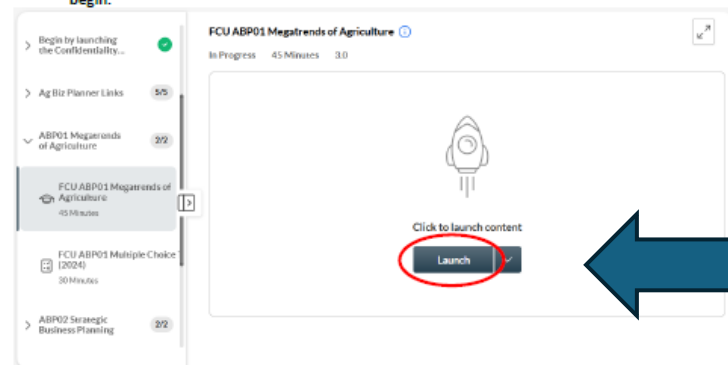 begin.
Begin by launching
the Confidentiality...
Ag Biz Planner Links
5/5
ABP01 Megatrends
of Agriculture
2/2
FCU ABP01 Megatrends of
Agriculture
45 Minutes
FCU ABP01 Multiple Choice
(2024)
30 Minutes
ABP02 Strategic
Business Planning
2/2
FCU ABP01 Megatrends of Agriculture
In Progress 45 Minutes 3.0
Click to launch content
Launch